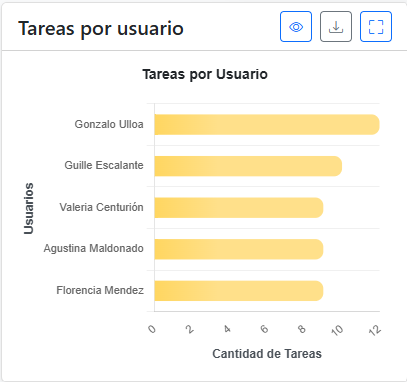 Tareas por usuario
Tareas por Usuario
Gonzalo Ulloa
Guille Escalante
Valeria Centurión
Agustina Maldonado
Florencia Mendez
Usuarios
0 2 4 6 8 10 12
Cantidad de Tareas